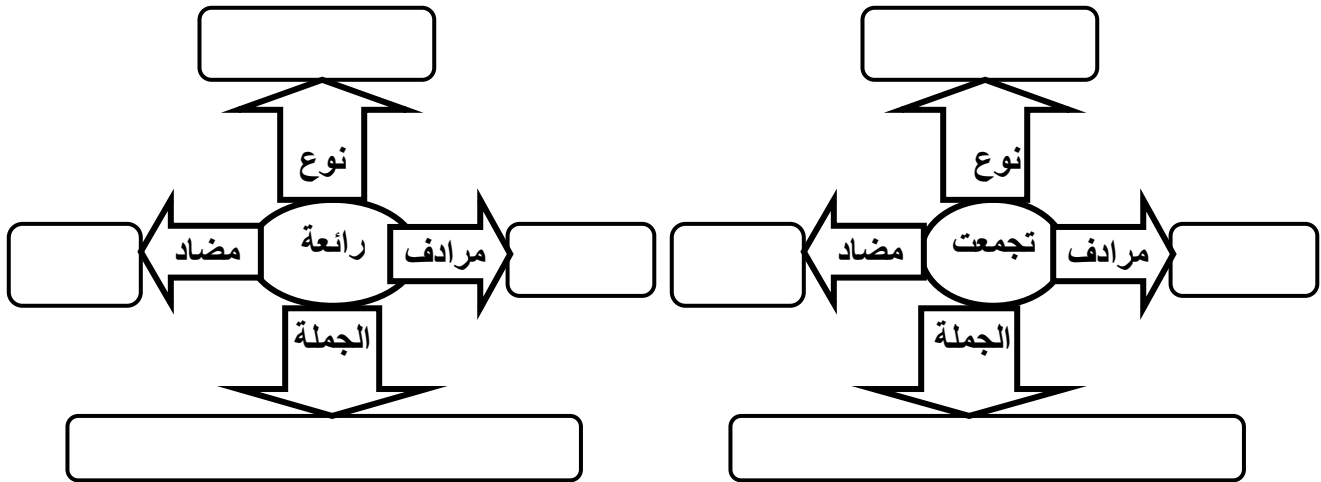 نوع
مرادف
تجمعت
مضاد
الجملة
نوع
مرادف
رائعة
مضاد
الجملة